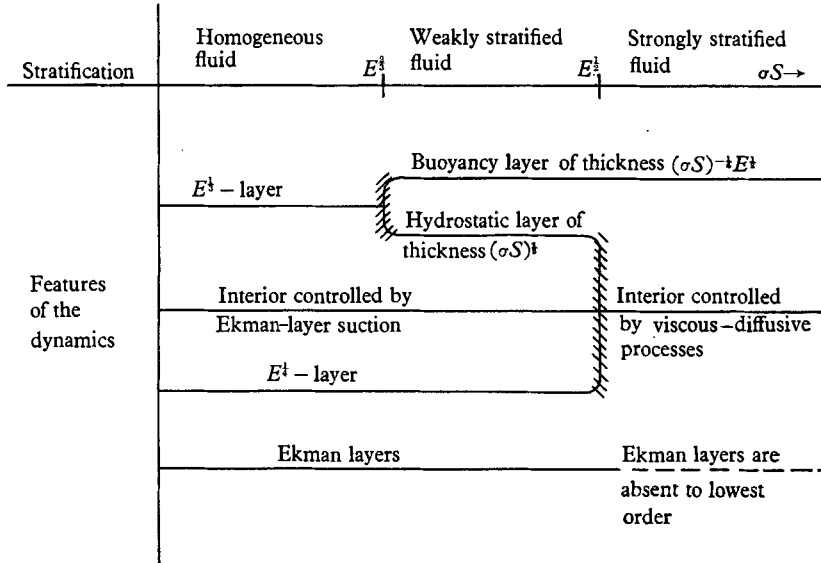 Stratification
Homogeneous
fluid
E^⅔
Weakly stratified
fluid
E^½
Strongly stratified
fluid
σS→
Features
of the
dynamics
Buoyancy layer of thickness (σS)^-¼ E^½
E^⅓ – layer
Hydrostatic layer of
thickness (σS)^½
Interior controlled by
Ekman-layer suction
Interior controlled
by viscous–diffusive
processes
E^¼ – layer
Ekman layers
Ekman layers are
absent to lowest
order